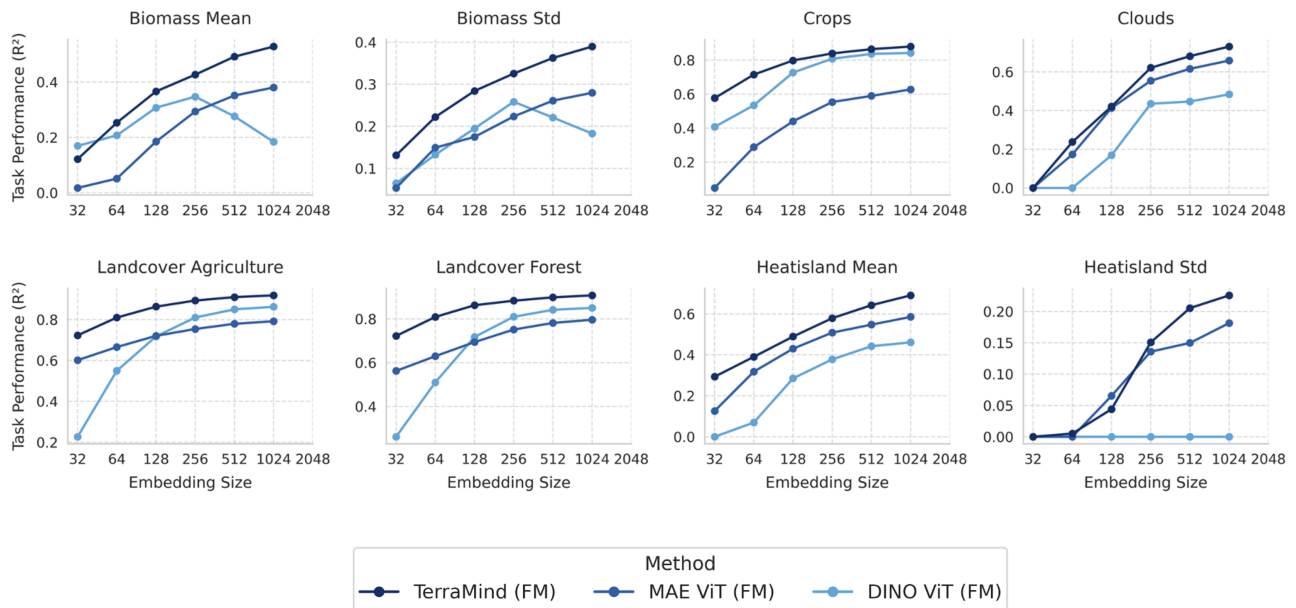 Biomass Mean
Biomass Std
Crops
Clouds
Task Performance (R²)
0.4
0.2
0.0
32 64 128 256 512 1024 2048
0.4
0.3
0.2
0.1
32 64 128 256 512 1024 2048
0.8
0.6
0.4
0.2
32 64 128 256 512 1024 2048
0.6
0.4
0.2
0.0
32 64 128 256 512 1024 2048
Landcover Agriculture
Landcover Forest
Heatisland Mean
Heatisland Std
Task Performance (R²)
0.8
0.6
0.4
0.2
32 64 128 256 512 1024 2048
Embedding Size
0.8
0.6
0.4
32 64 128 256 512 1024 2048
Embedding Size
0.6
0.4
0.2
0.0
32 64 128 256 512 1024 2048
Embedding Size
0.20
0.15
0.10
0.05
0.00
32 64 128 256 512 1024 2048
Embedding Size
Method
TerraMind (FM) MAE ViT (FM) DINO ViT (FM)